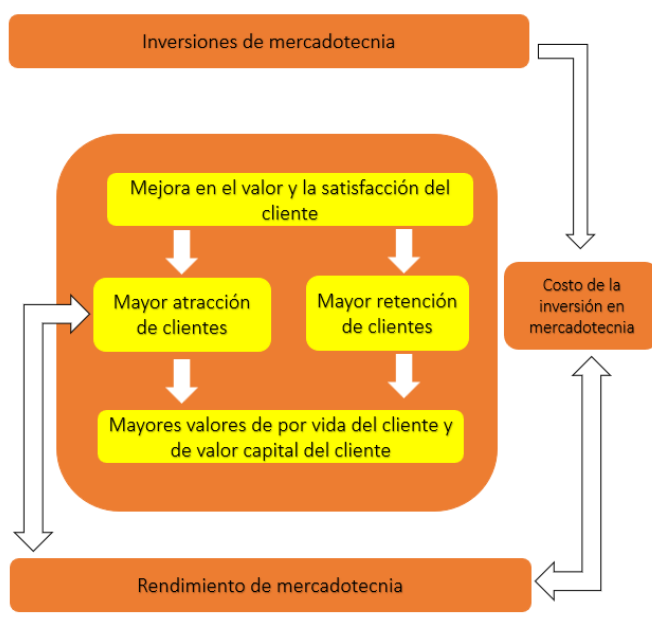 Inversiones de mercadotecnia
Mejora en el valor y la satisfacción del
cliente
Mayor atracción
de clientes
Mayor retención
de clientes
Costo de la
inversión en
mercadotecnia
Mayores valores de por vida del cliente y
de valor capital del cliente
Rendimiento de mercadotecnia